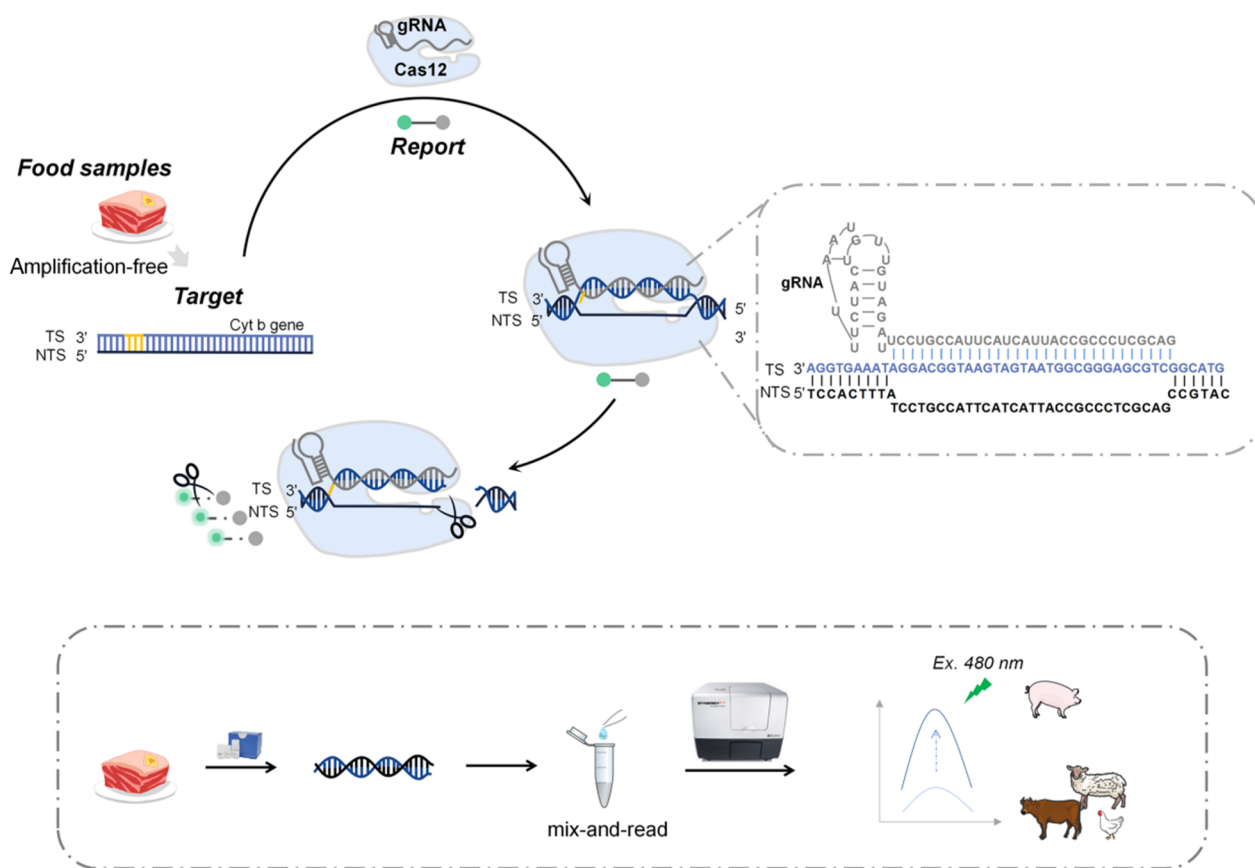 gRNA
Cas12
Report
Food samples
Amplification-free
Target
Cyt b gene
TS 3'
NTS 5'
TS 3' 5'
NTS 5' 3'
gRNA
UCCUGCCAUUCAUCAUUACCGCCCUCGCAG
TS 3' AGGTGAAATAGGACGGTAAGTAGTAATGGCGGGAGCGTCGGCATG
NTS 5' TCCACTTTA CCGTAC
TCCTGCCATTCATCATTACCGCCCTCGCAG
TS 3'
NTS 5'
Ex. 480 nm
mix-and-read